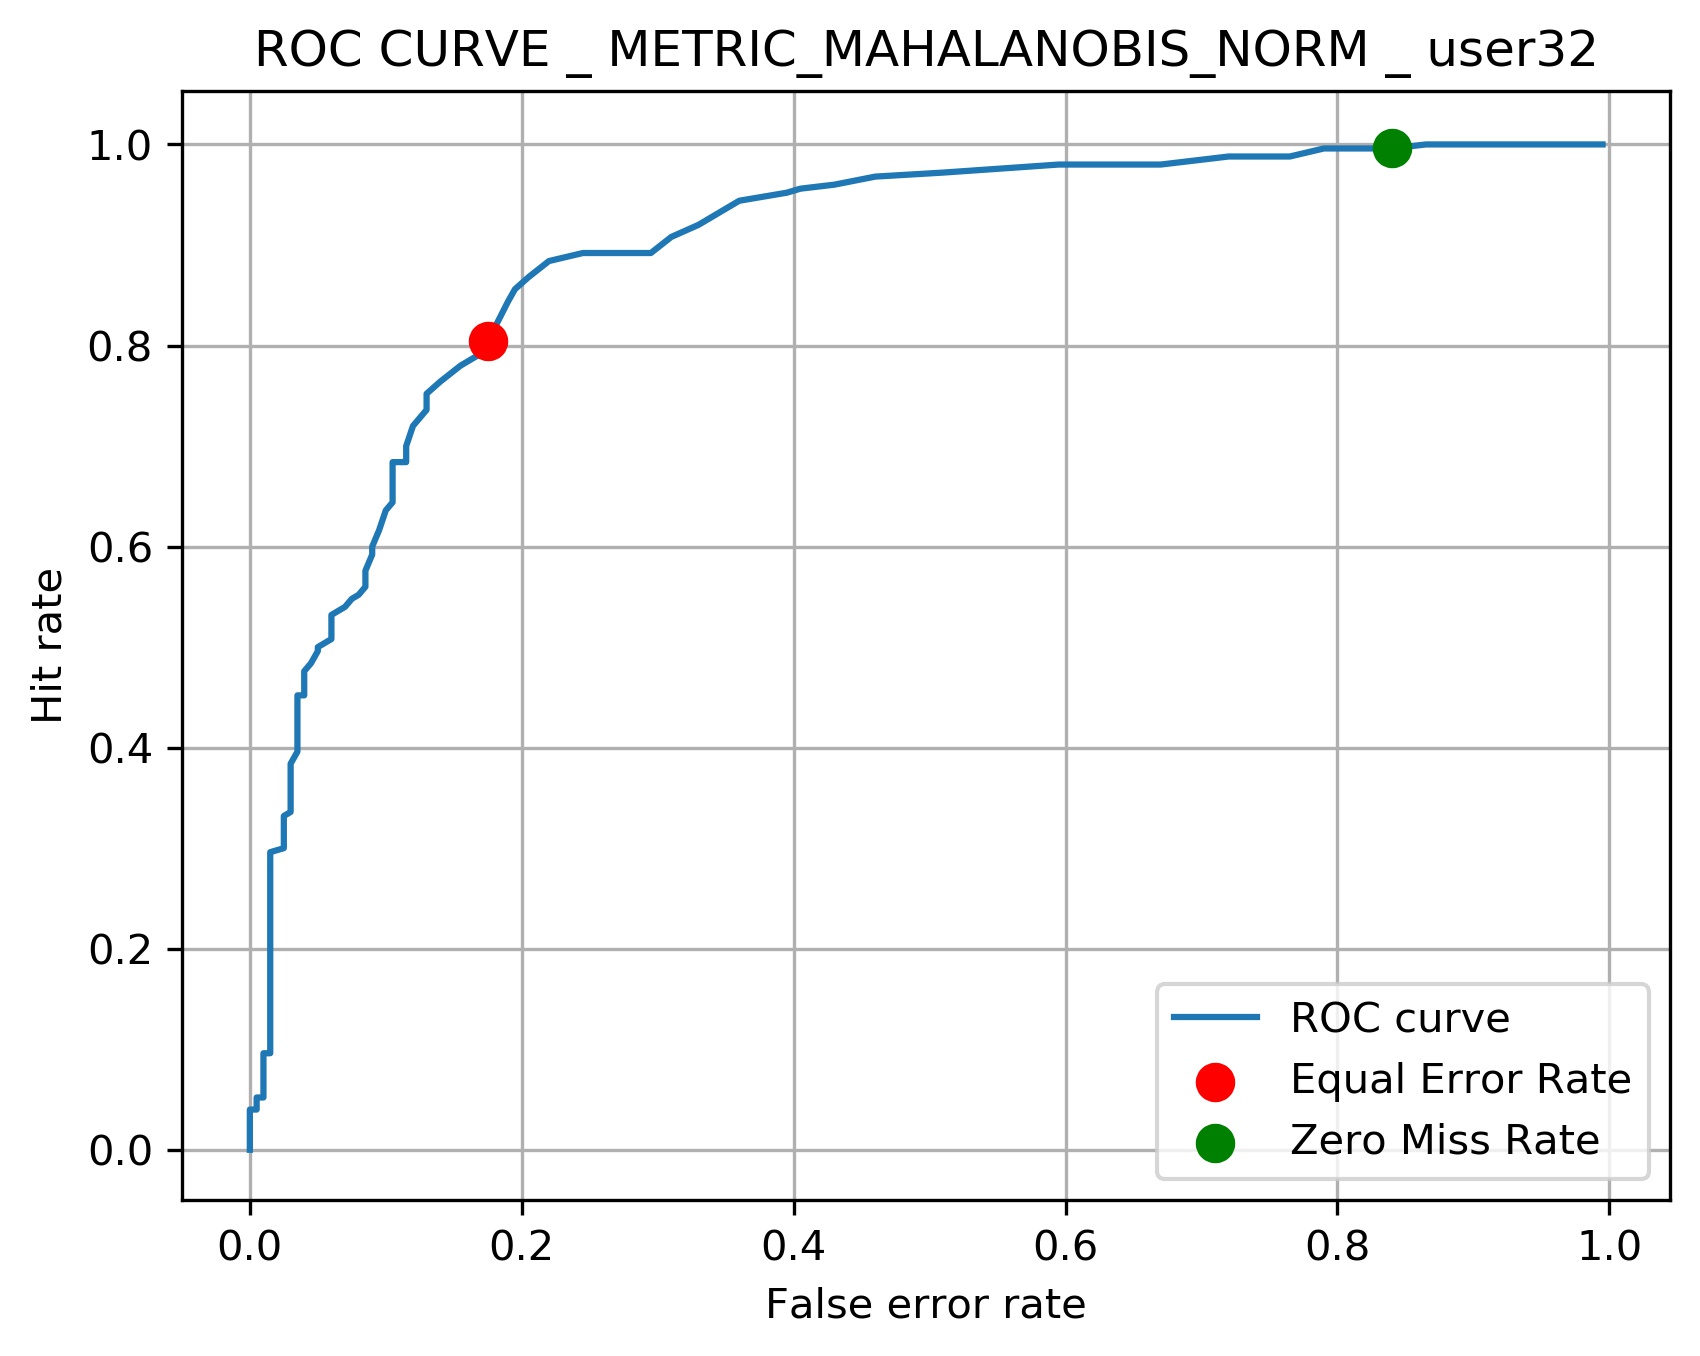 ROC CURVE _ METRIC_MAHALANOBIS_NORM _ user32
1.0
0.8
0.6
0.4
0.2
0.0
Hit rate
ROC curve
Equal Error Rate
Zero Miss Rate
0.0 0.2 0.4 0.6 0.8 1.0
False error rate